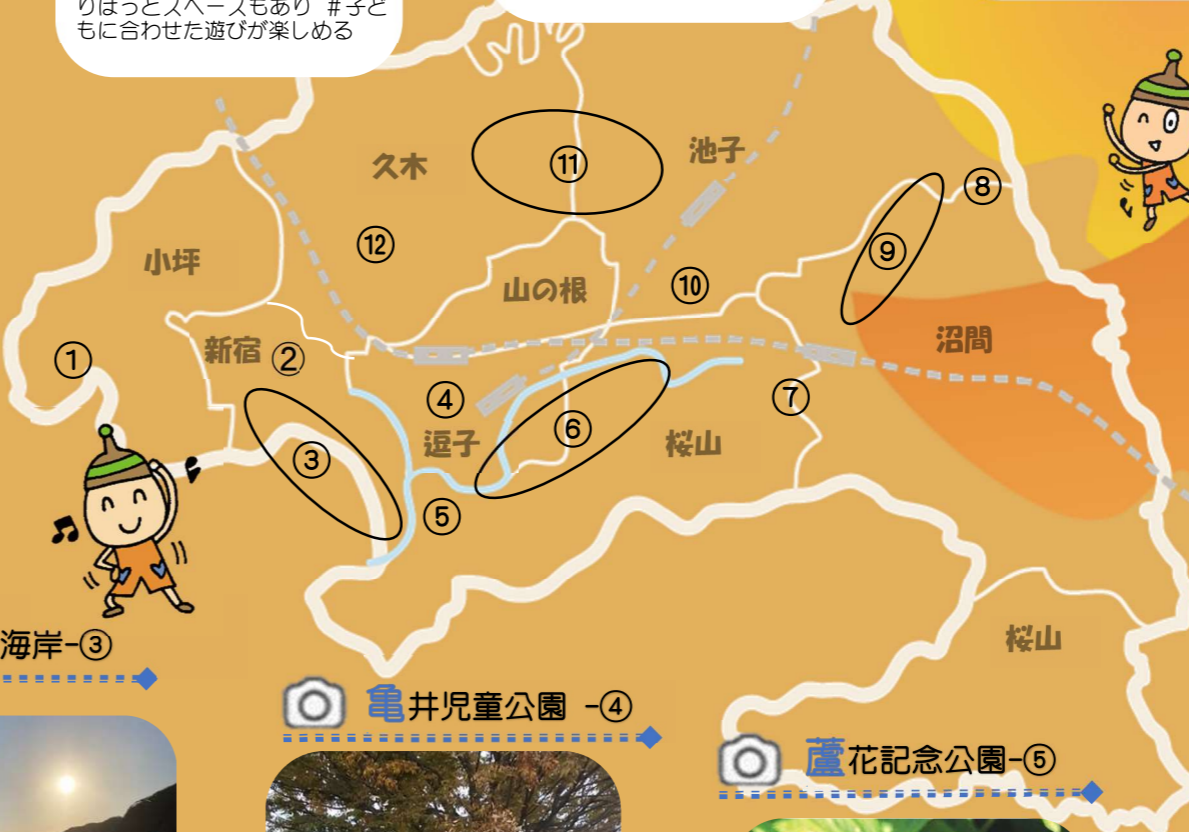 りほっとスペースもあり #子ど
もに合わせた遊びが楽しめる
久木
⑪
池子
⑧
⑫
⑨
小坪
山の根
⑩
新宿
②
沼間
①
④
⑦
逗子
⑥
桜山
③
⑤
桜山
海岸-③
亀井児童公園 -④
蘆花記念公園-⑤